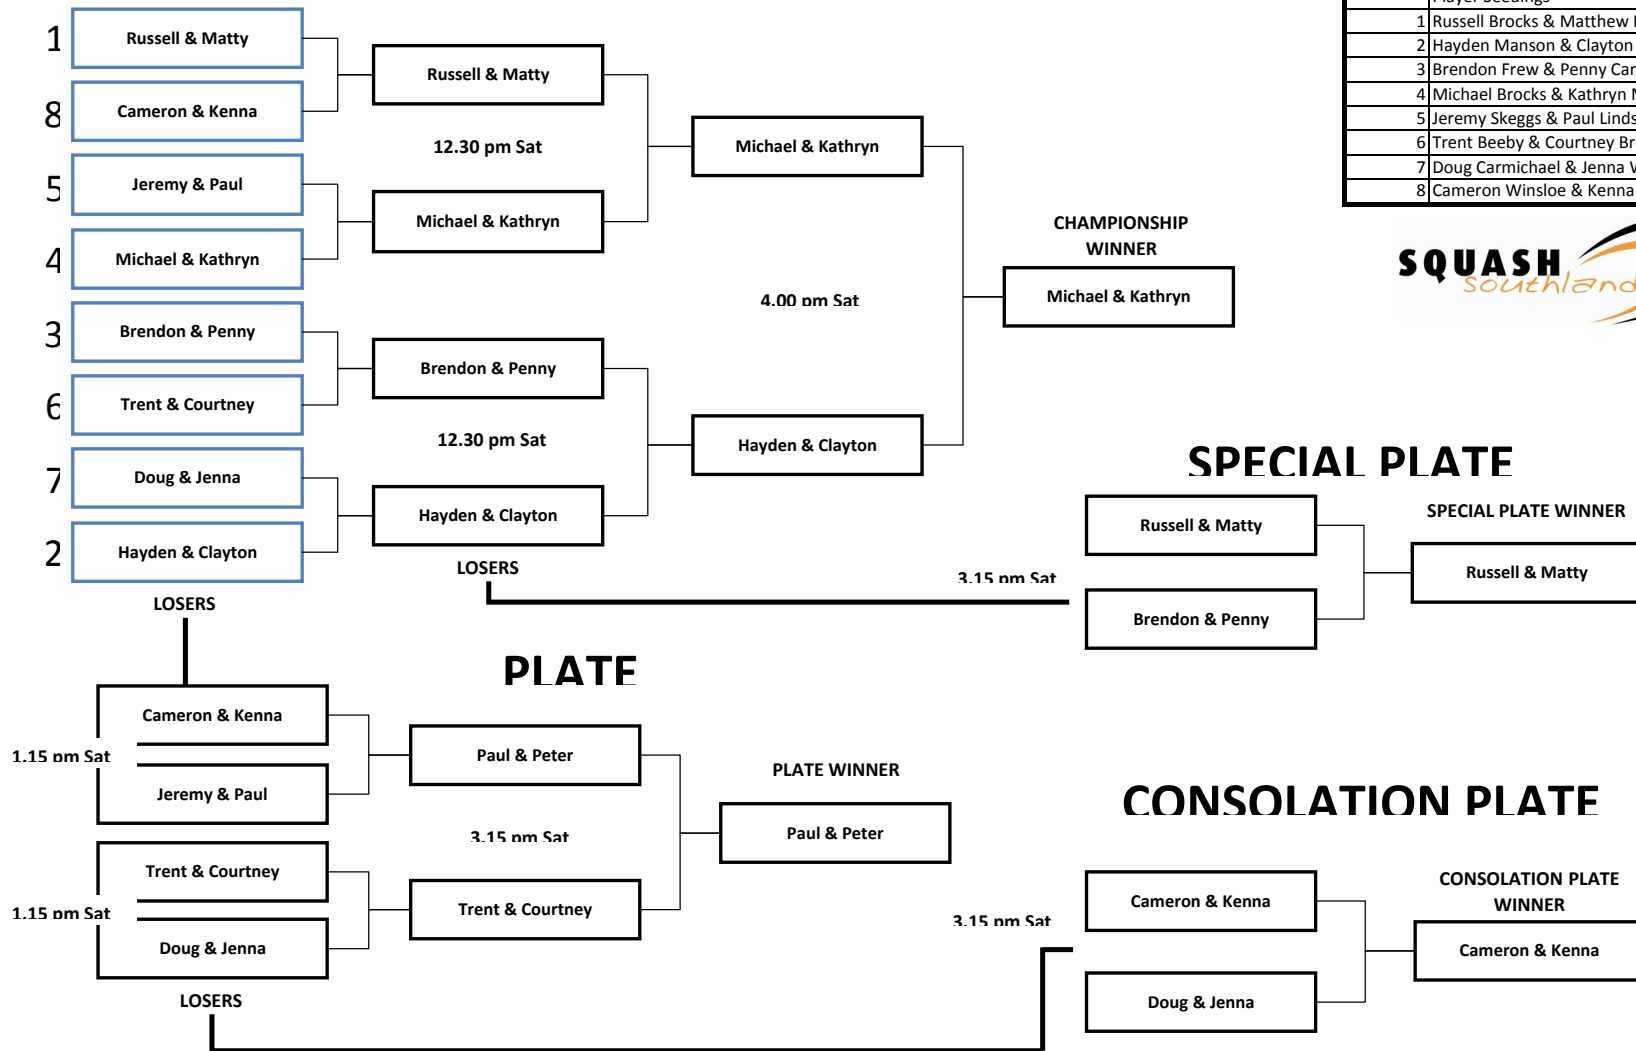 Player Seedings
1 Russell Brocks & Matthew
2 Hayden Manson & Clayton
3 Brendon Frew & Penny Car
4 Michael Brocks & Kathryn
5 Jeremy Skeggs & Paul Linds
6 Trent Beeby & Courtney Br
7 Doug Carmichael & Jenna
8 Cameron Winsloe & Kenna
SQUASH
southland
1 Russell & Matty
8 Cameron & Kenna
5 Jeremy & Paul
4 Michael & Kathryn
3 Brendon & Penny
6 Trent & Courtney
7 Doug & Jenna
2 Hayden & Clayton
LOSERS
Russell & Matty
12.30 pm Sat
Michael & Kathryn
Brendon & Penny
12.30 pm Sat
Hayden & Clayton
LOSERS
Michael & Kathryn
4.00 pm Sat
Hayden & Clayton
CHAMPIONSHIP
WINNER
Michael & Kathryn
SPECIAL PLATE
3.15 pm Sat
Russell & Matty
Brendon & Penny
SPECIAL PLATE WINNER
Russell & Matty
PLATE
1.15 pm Sat
Cameron & Kenna
Jeremy & Paul
1.15 pm Sat
Trent & Courtney
Doug & Jenna
LOSERS
Paul & Peter
3.15 pm Sat
Trent & Courtney
PLATE WINNER
Paul & Peter
CONSOLATION PLATE
3.15 pm Sat
Cameron & Kenna
Doug & Jenna
CONSOLATION PLATE
WINNER
Cameron & Kenna